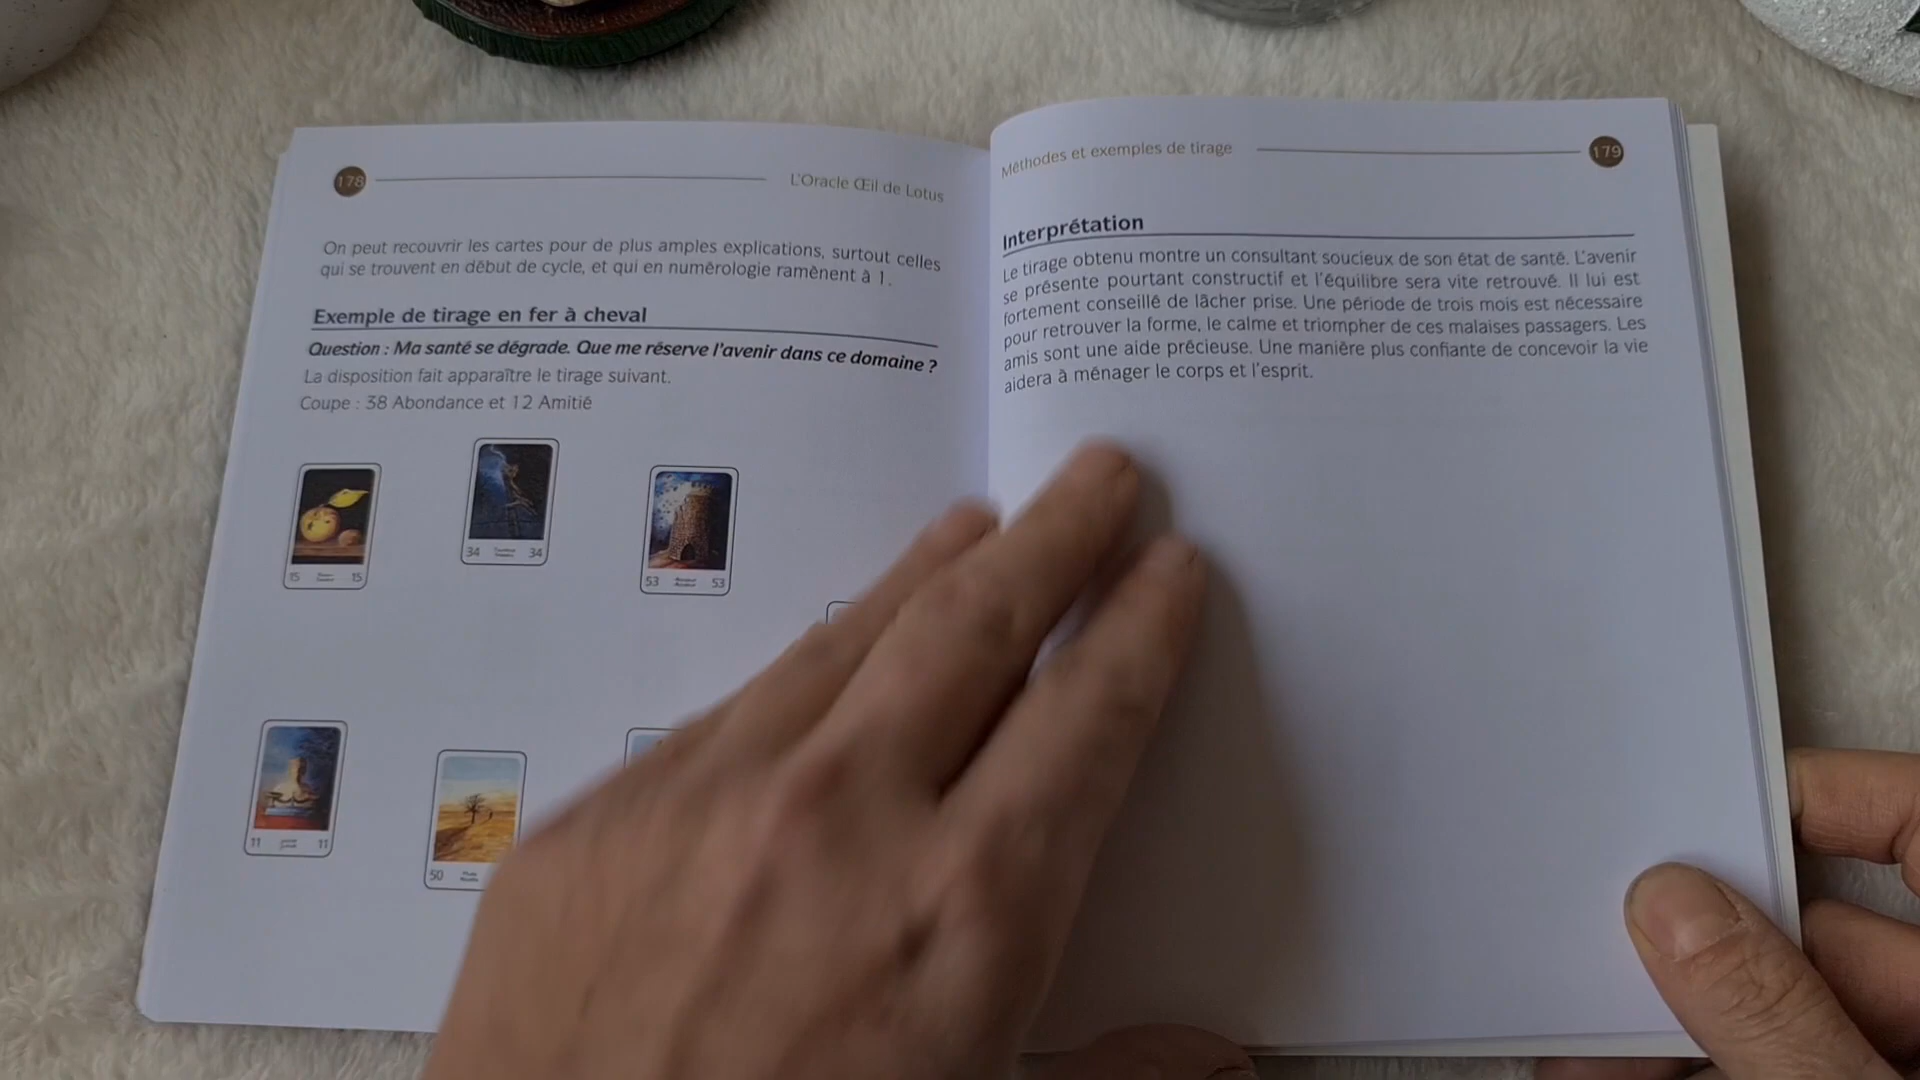 178
L'Oracle Œil de Lotus
On peut recouvrir les cartes pour de plus amples explications, surtout celles
qui se trouvent en début de cycle, et qui en numérologie ramènent à 1.
Exemple de tirage en fer à cheval
Question : Ma santé se dégrade. Que me réserve l'avenir dans ce domaine ?
La disposition fait apparaître le tirage suivant.
Coupe : 38 Abondance et 12 Amitié
15 15
34 34
53 53
11 11
50
Méthodes et exemples de tirage
179
Interprétation
Le tirage obtenu montre un consultant soucieux de son état de santé. L'avenir
se présente pourtant constructif et l'équilibre sera vite retrouvé. Il lui est
fortement conseillé de lâcher prise. Une période de trois mois est nécessaire
pour retrouver la forme, le calme et triompher de ces malaises passagers. Les
amis sont une aide précieuse. Une manière plus confiante de concevoir la vie
aidera à ménager le corps et l'esprit.